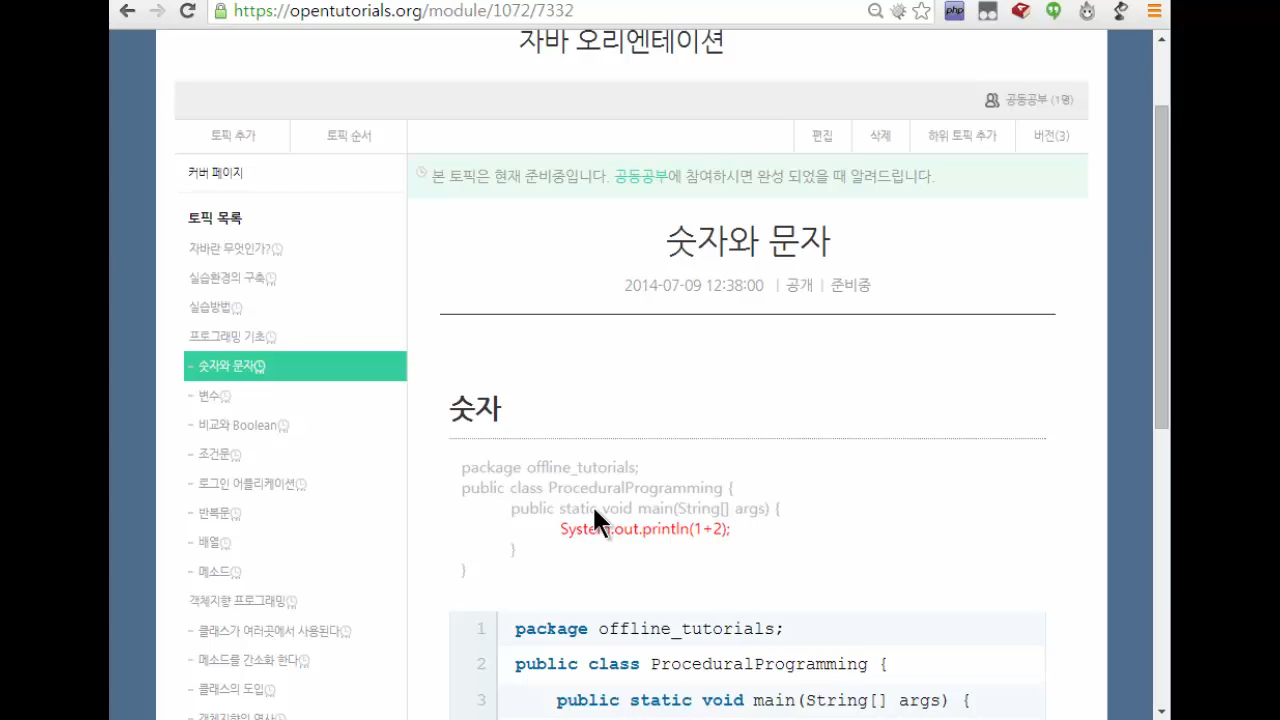 https://opentutorials.org/module/1072/7332
php
자바 오리엔테이션
공동공부 (1명)
토픽 추가
토픽 순서
편집
삭제
하위 토픽 추가
버전(3)
커버 페이지
본 토픽은 현재 준비중입니다. 공동공부에 참여하시면 완성 되었을 때 알려드립니다.
토픽 목록
자바란 무엇인가?
실습환경의 구축
실습방법
프로그래밍 기초
- 숫자와 문자
- 변수
- 비교와 Boolean
- 조건문
- 로그인 어플리케이션
- 반복문
- 배열
- 메소드
객체지향 프로그래밍
- 클래스가 여러곳에서 사용된다
- 메소드를 간소화 한다
- 클래스의 도입
- 객체지향의 역사
숫자와 문자
2014-07-09 12:38:00 | 공개 | 준비중
숫자
package offline_tutorials;
public class ProceduralProgramming {
public static void main(String[] args) {
System.out.println(1+2);
}
}
1 package offline_tutorials;
2 public class ProceduralProgramming {
3 public static void main(String[] args) {